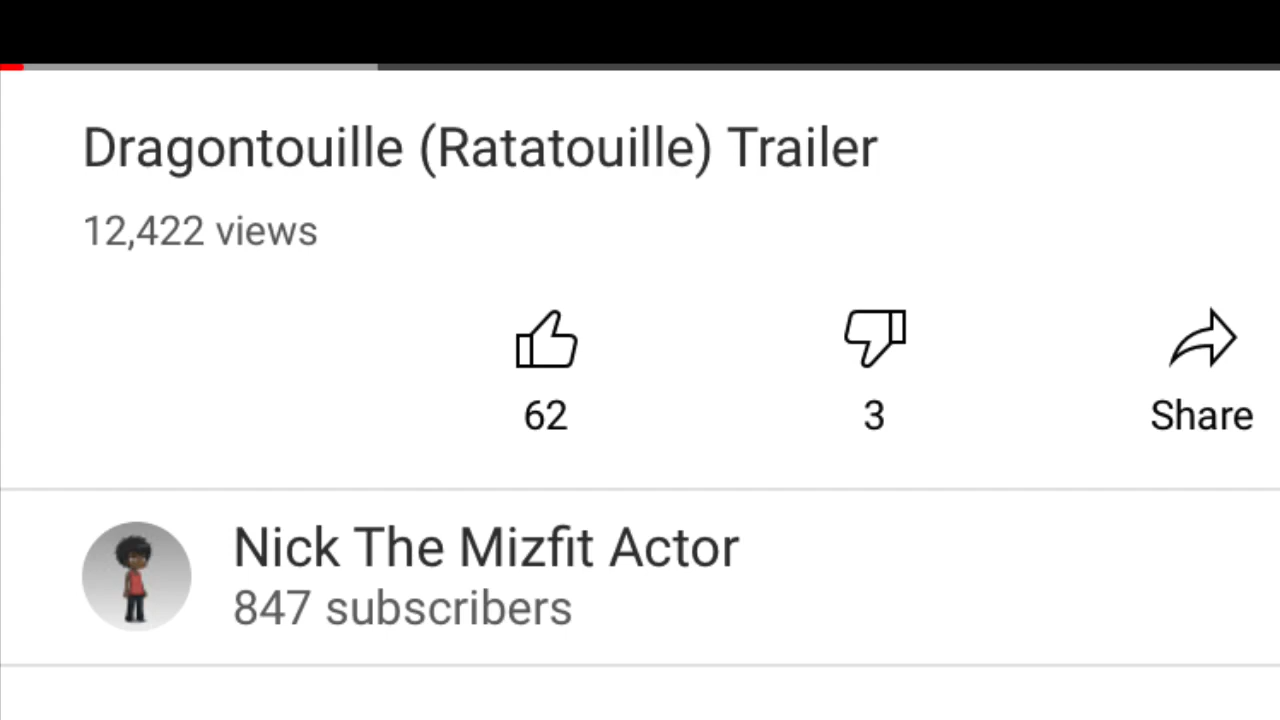 Dragontouille (Ratatouille) Trailer
12,422 views
62
3
Share
Nick The Mizfit Actor
847 subscribers